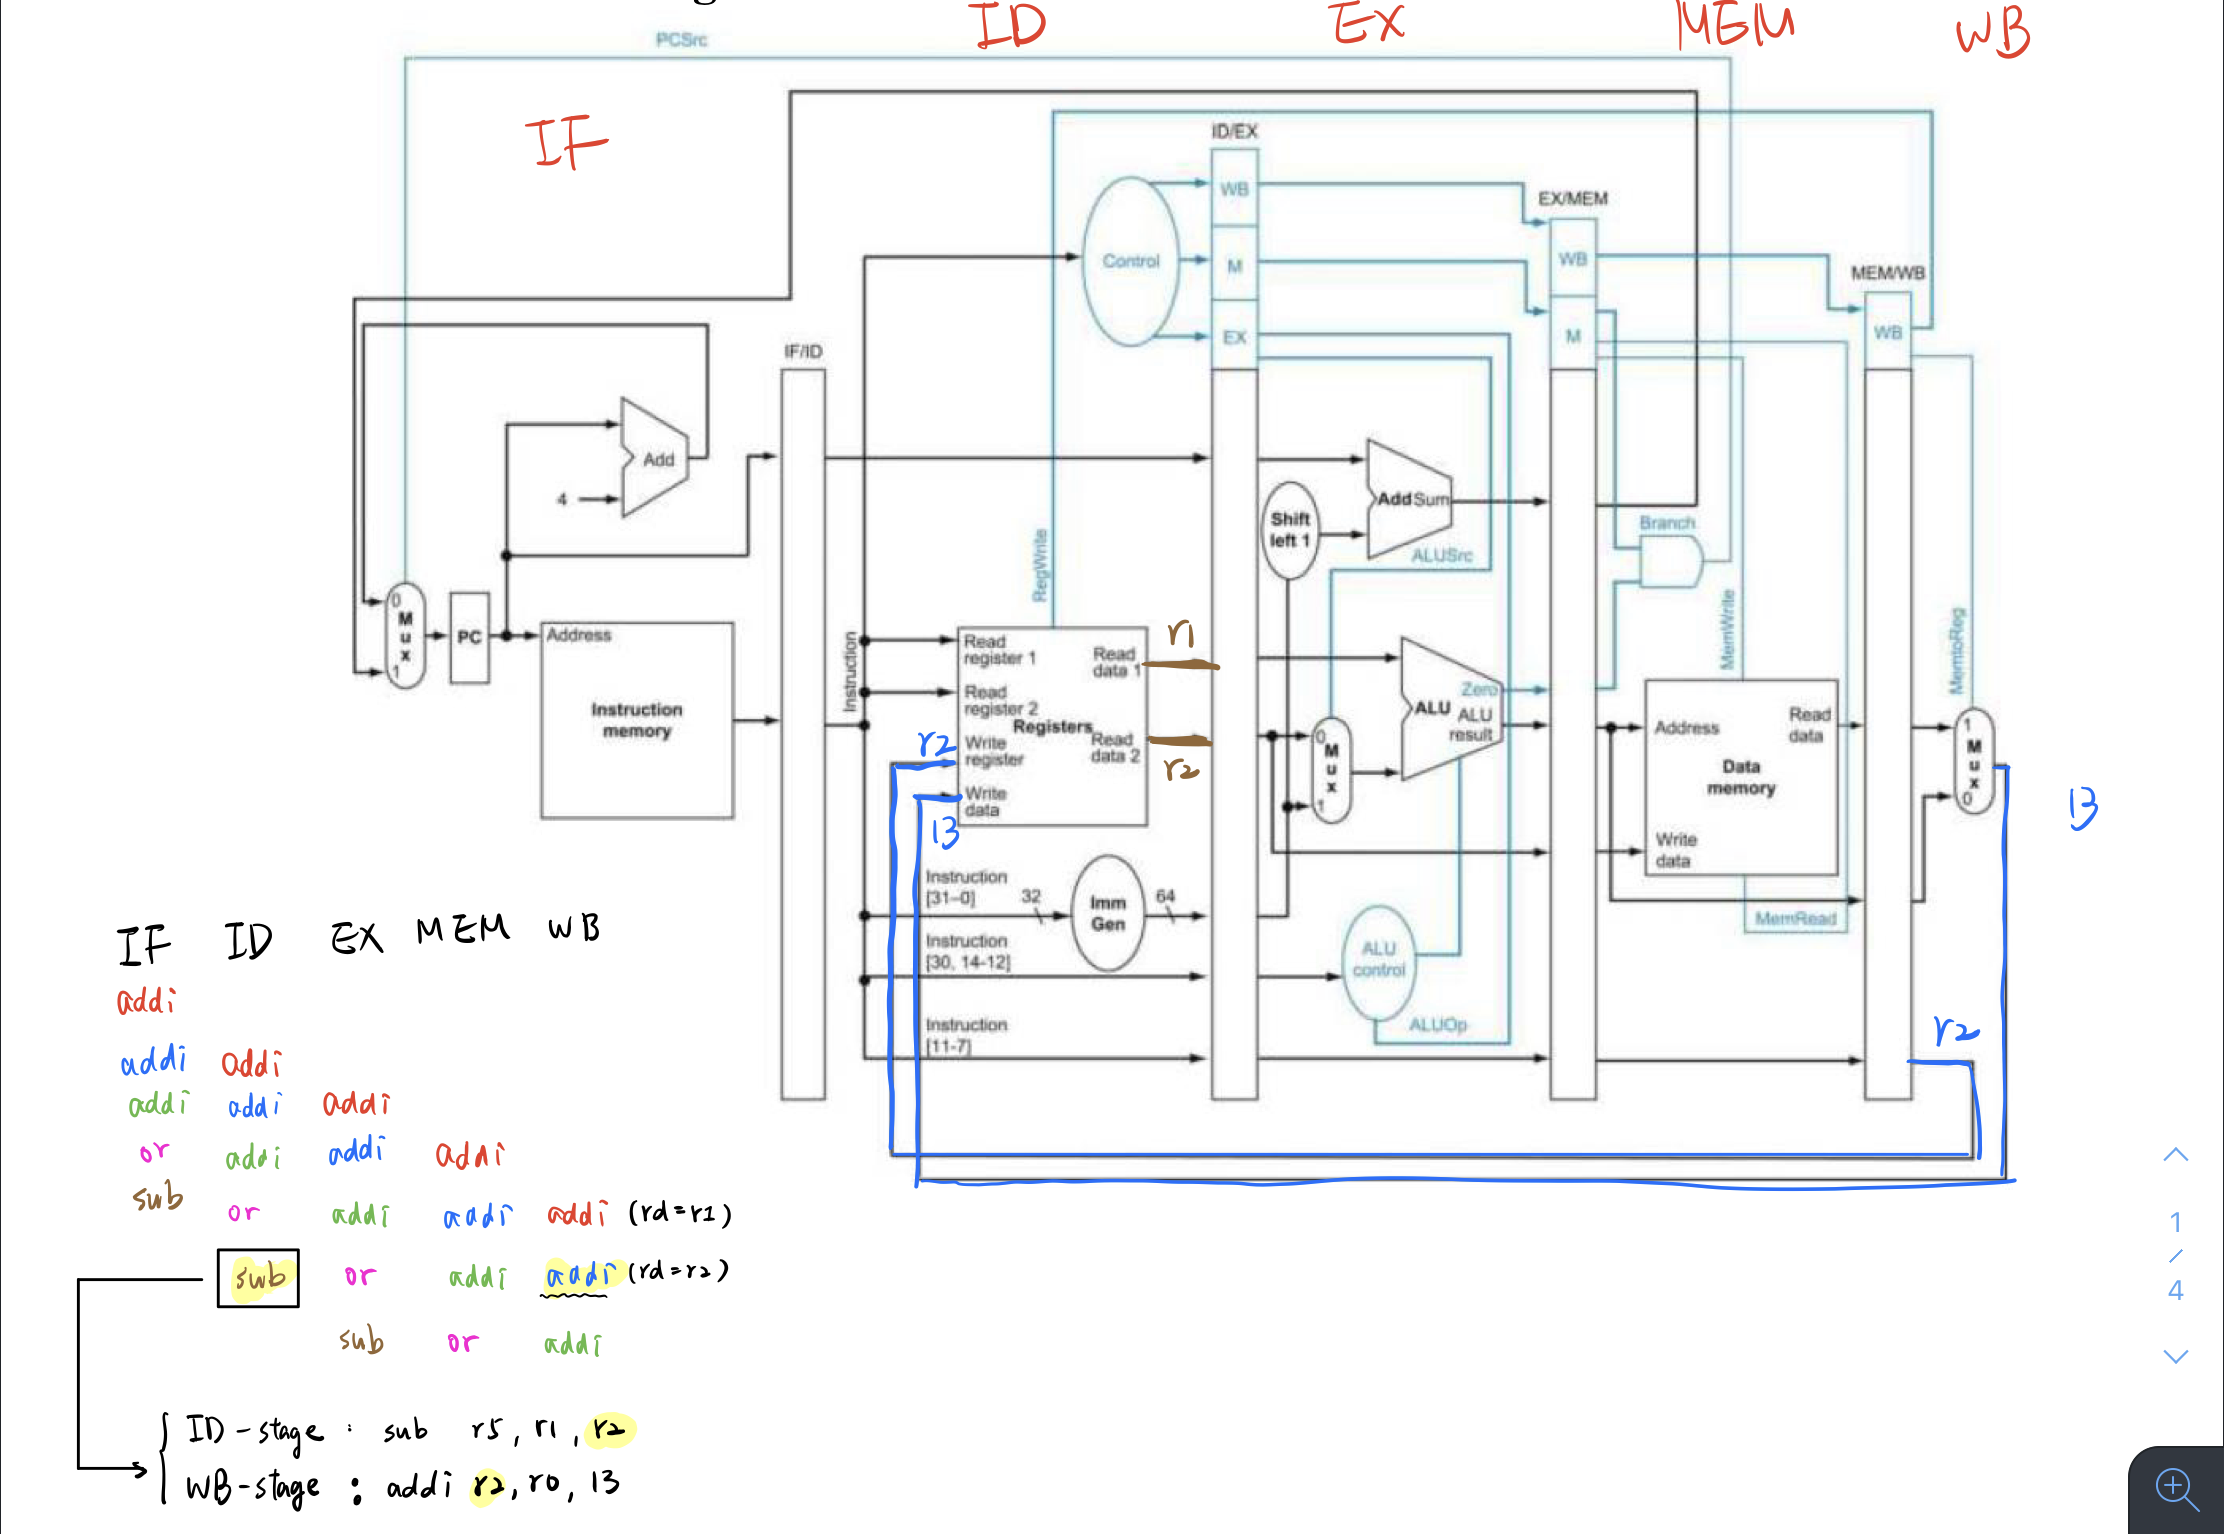 ID EX MEM WB
PCSrc
IF
ID/EX
WB
EX/MEM
Control
M
WB
MEM/WB
EX
M
WB
IF/ID
Add
4
Add Sum
Shift left 1
Branch
ALUSrc
RegWrite
MemWrite
MemtoReg
0
M
u
x
1
PC
Address
Instruction memory
Instruction
Read register 1
Read data 1
r1
Read register 2
Registers
Read data 2
r2
r2
Write register
Write data
13
Zero
ALU
ALU result
0
M
u
x
1
Address
Read data
Data memory
Write data
1
M
u
x
0
13
Instruction [31–0]
32
Imm Gen
64
MemRead
Instruction [30, 14-12]
ALU control
Instruction [11-7]
ALUOp
r2
IF ID EX MEM WB
addi
addi addi
addi addi addi
or addi addi addi
sub or addi addi addi (rd=r1)
sub or addi addi (rd=r2)
sub or addi
ID-stage : sub r5, r1, r2
WB-stage : addi r2, r0, 13
1
/
4